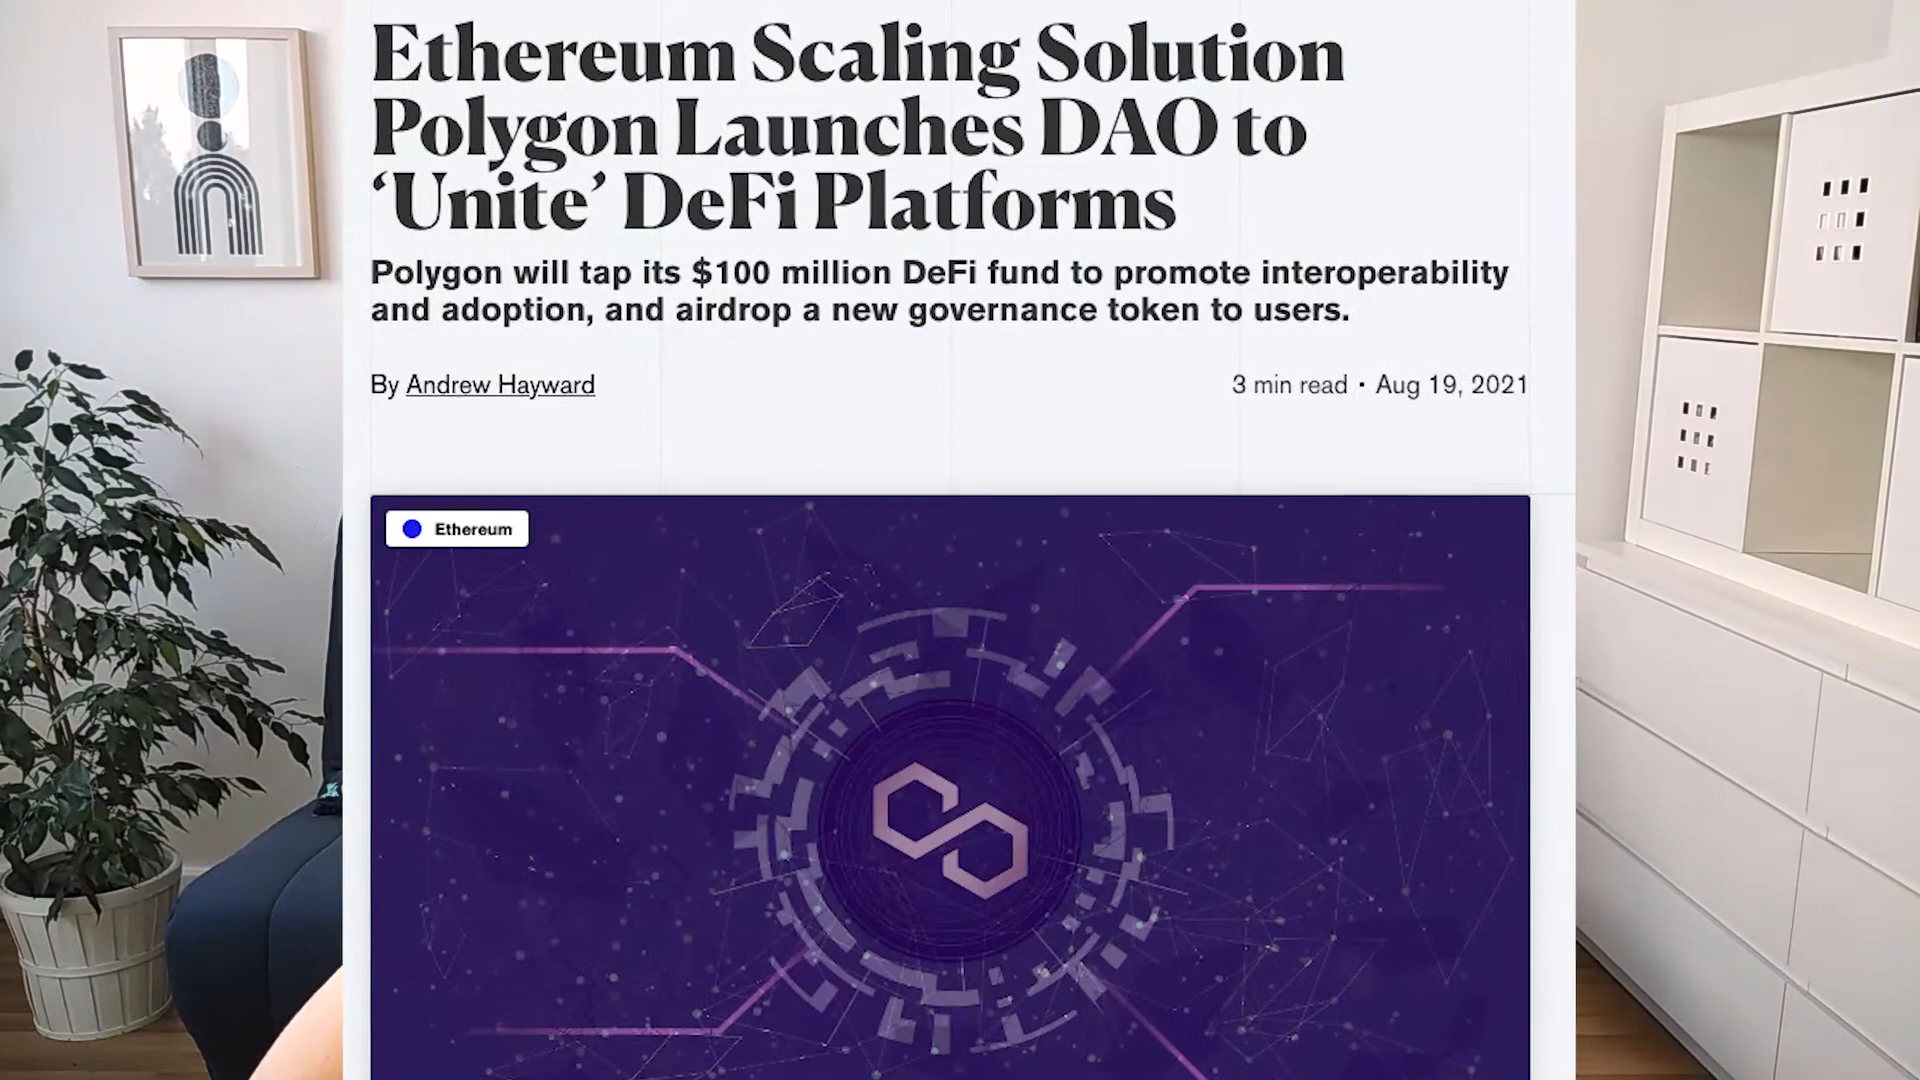 Ethereum Scaling Solution
Polygon Launches DAO to
‘Unite’ DeFi Platforms
Polygon will tap its $100 million DeFi fund to promote interoperability
and adoption, and airdrop a new governance token to users.
By Andrew Hayward
3 min read • Aug 19, 2021
Ethereum